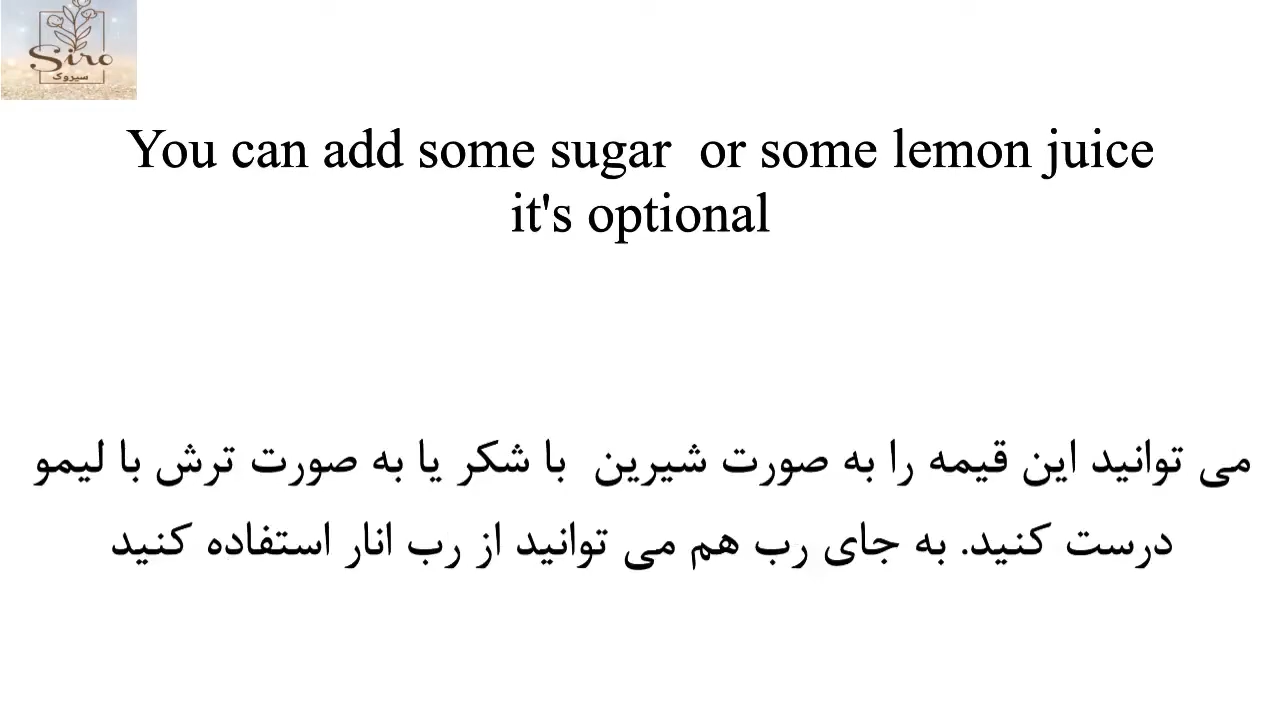 Siro
سیروک
You can add some sugar  or some lemon juice
it's optional
می توانید این قیمه را به صورت شیرین  با شکر یا به صورت ترش با لیمو
درست کنید. به جای رب هم می توانید از رب انار استفاده کنید